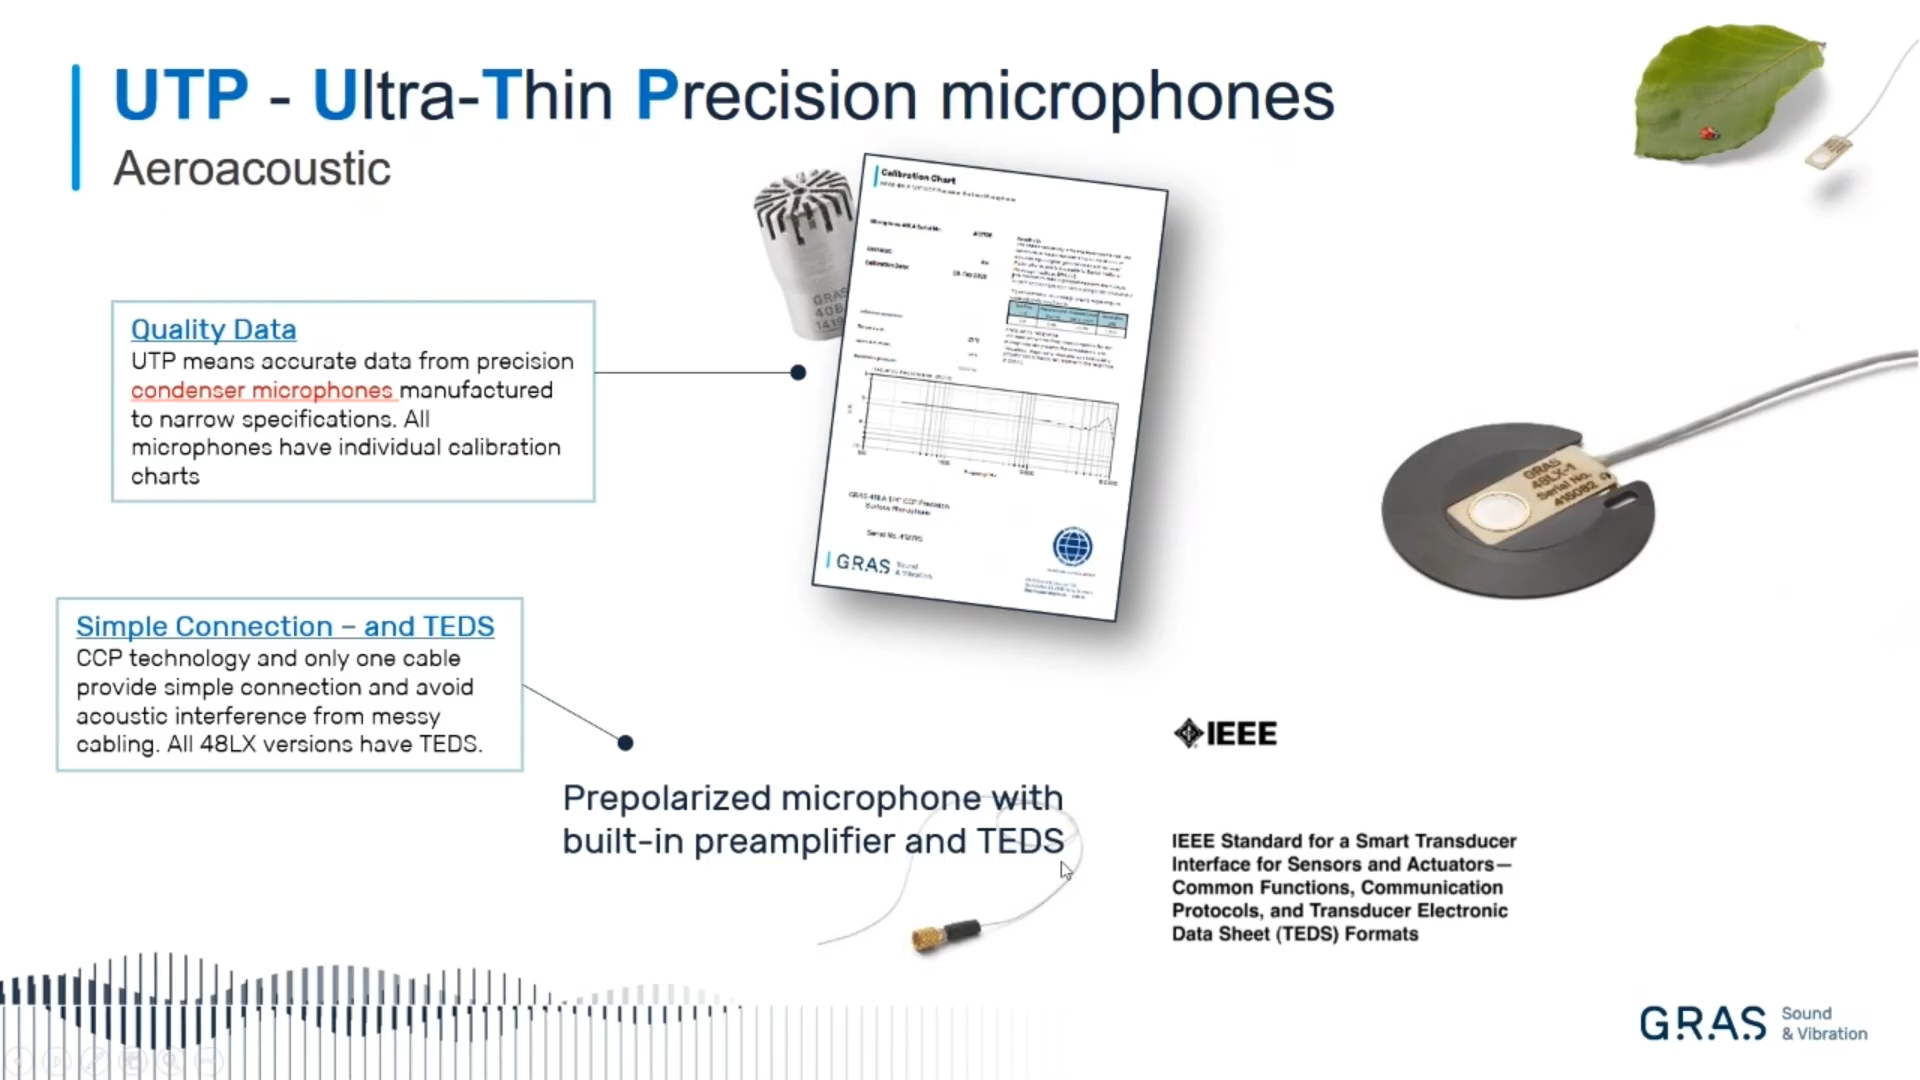 UTP - Ultra-Thin Precision microphones
Aeroacoustic
Calibration Chart
Quality Data
UTP means accurate data from precision
condenser microphones manufactured
to narrow specifications. All
microphones have individual calibration
charts
GRAS
GRAS Sound
& Vibration
GRAS
48LX-1
Serial No.
415082
Simple Connection – and TEDS
CCP technology and only one cable
provide simple connection and avoid
acoustic interference from messy
cabling. All 48LX versions have TEDS.
Prepolarized microphone with
built-in preamplifier and TEDS
IEEE
IEEE Standard for a Smart Transducer
Interface for Sensors and Actuators—
Common Functions, Communication
Protocols, and Transducer Electronic
Data Sheet (TEDS) Formats
GRAS Sound
& Vibration